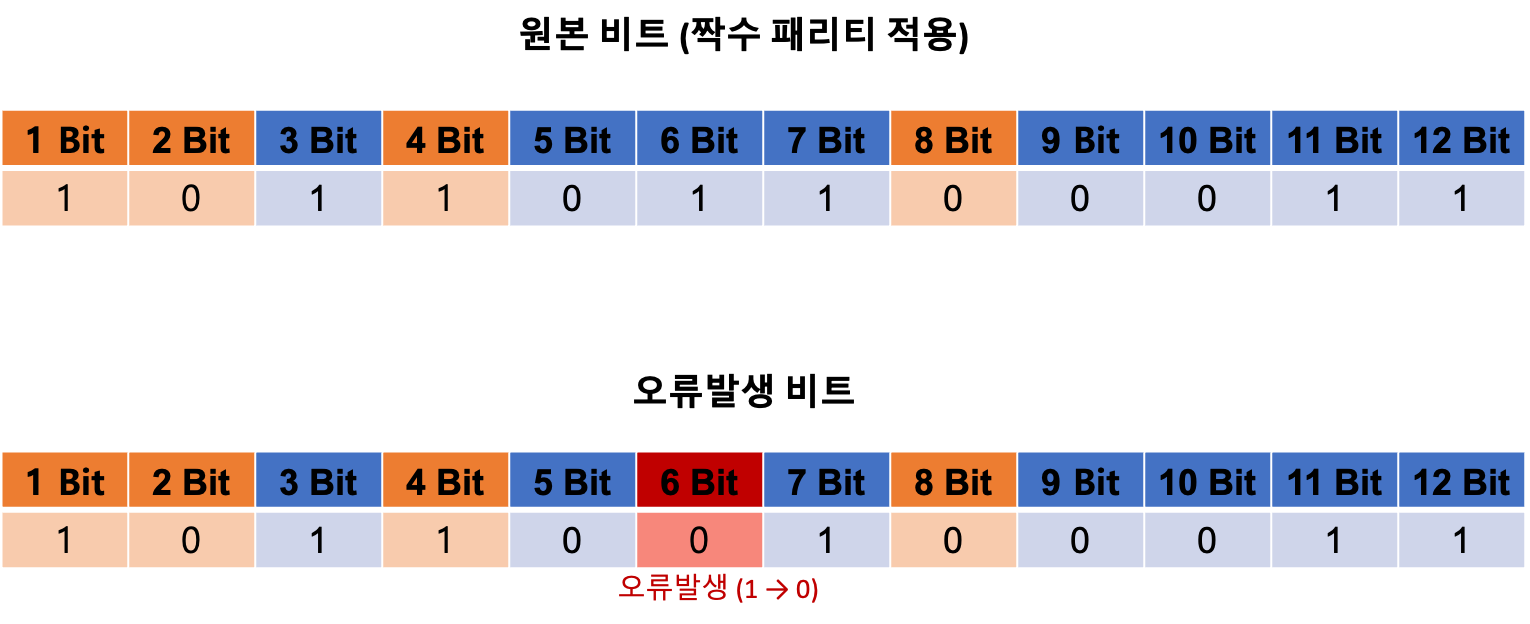 원본 비트 (짝수 패리티 적용)
1 Bit 2 Bit 3 Bit 4 Bit 5 Bit 6 Bit 7 Bit 8 Bit 9 Bit 10 Bit 11 Bit 12 Bit
1 0 1 1 0 1 1 0 0 0 1 1
오류발생 비트
1 Bit 2 Bit 3 Bit 4 Bit 5 Bit 6 Bit 7 Bit 8 Bit 9 Bit 10 Bit 11 Bit 12 Bit
1 0 1 1 0 0 1 0 0 0 1 1
오류발생 (1 → 0)